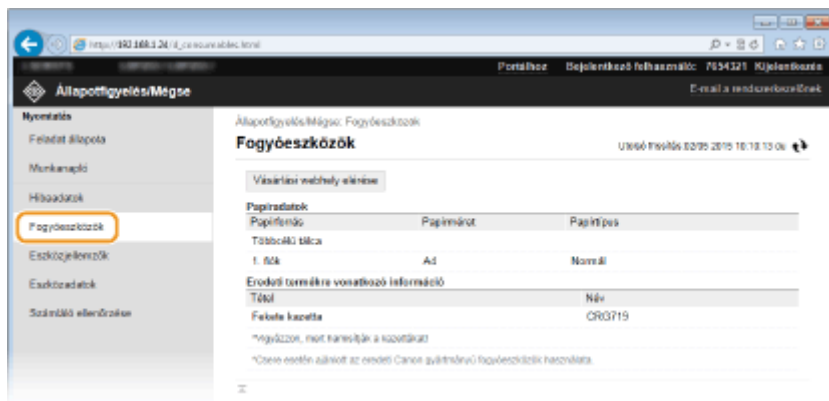 http://192.168.1.24/d_consumables.html
Portálhoz Bejelentkező felhasználó: 7654321 Kijelentkezés
Állapotfigyelés/Mégse
E-mail a rendszerkezelőnek
Nyomtatás
Feladat állapota
Munkanapló
Hibaadatok
Fogyóeszközök
Eszközjellemzők
Eszközadatok
Számláló ellenőrzése
Állapotfigyelés/Mégse: Fogyóeszközök
Fogyóeszközök
Utolsó frissítés 02/05 2015 10:10:13 de
Vásárlási webhely elérése
Papíradatok
Papírforrás Papírméret Papírtípus
Többcélú tálca
1. fiók A4 Normál
Eredeti termékre vonatkozó információ
Tétel Név
Fekete kazetta CRG719
*Vigyázzon, mert hamisítják a kazettákat!
*Csere esetén ajánlott az eredeti Canon gyártmányú fogyóeszközök használata.